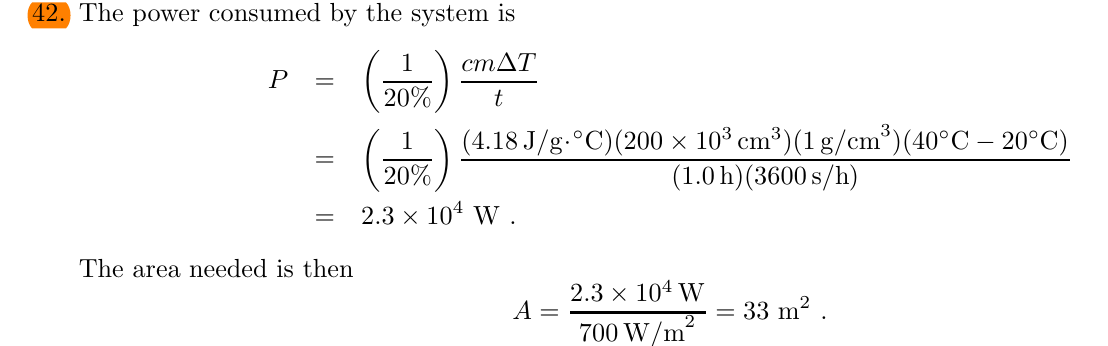 42. The power consumed by the system is
P = (1/20%) cmΔT/t
= (1/20%) (4.18 J/g·°C)(200 × 10³ cm³)(1 g/cm³)(40°C − 20°C)/(1.0 h)(3600 s/h)
= 2.3 × 10⁴ W .
The area needed is then
A = 2.3 × 10⁴ W/700 W/m² = 33 m² .